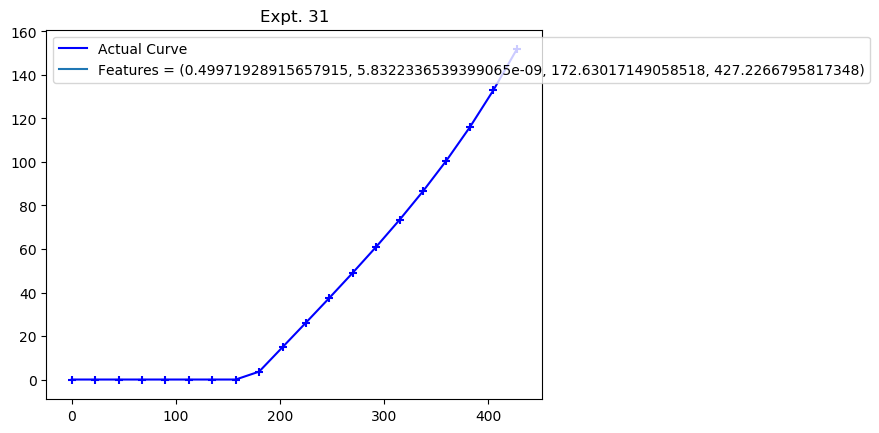 Expt. 31
Actual Curve
Features = (0.49971928915657915, 5.8322336539399065e-09, 172.63017149058518, 427.2266795817348)
160
140
120
100
80
60
40
20
0
0 100 200 300 400